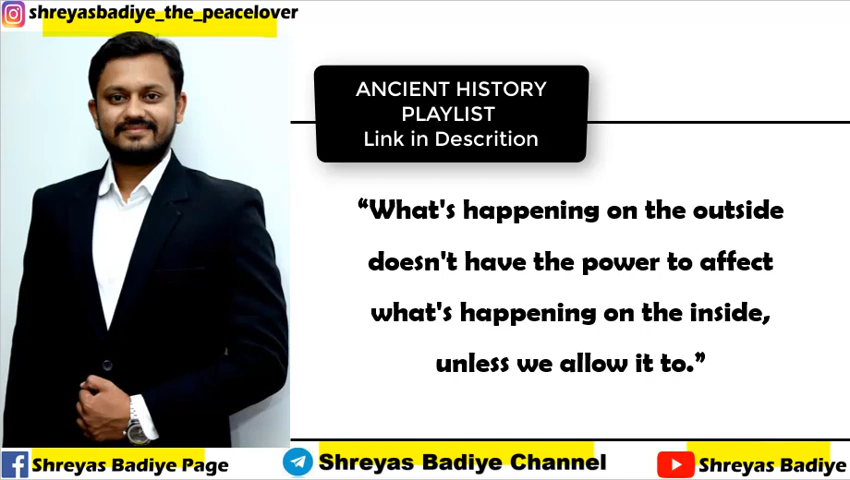 shreyasbadiye_the_peacelover
ANCIENT HISTORY
PLAYLIST
Link in Descrition
“What's happening on the outside
doesn't have the power to affect
what's happening on the inside,
unless we allow it to.”
Shreyas Badiye Page
Shreyas Badiye Channel
Shreyas Badiye